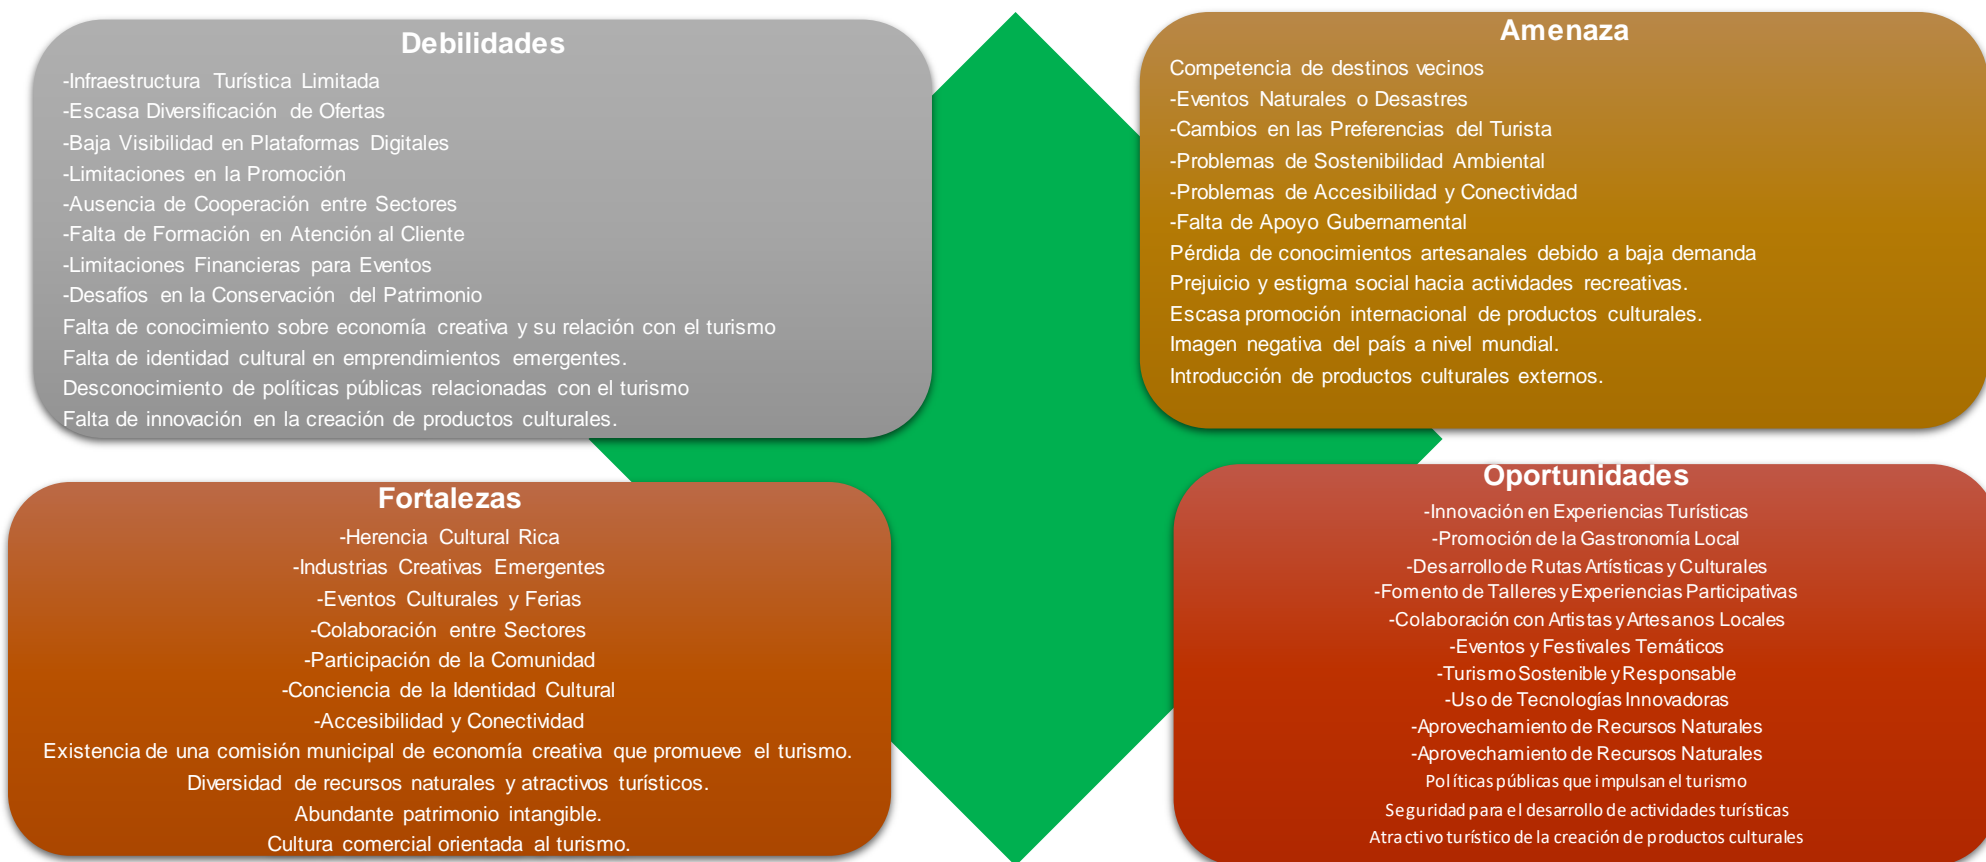 Debilidades
-Infraestructura Turística Limitada
-Escasa Diversificación de Ofertas
-Baja Visibilidad en Plataformas Digitales
-Limitaciones en la Promoción
-Ausencia de Cooperación entre Sectores
-Falta de Formación en Atención al Cliente
-Limitaciones Financieras para Eventos
-Desafíos en la Conservación del Patrimonio
Falta de conocimiento sobre economía creativa y su relación con el turismo
Falta de identidad cultural en emprendimientos emergentes.
Desconocimiento de políticas públicas relacionadas con el turismo
Falta de innovación en la creación de productos culturales.
Amenaza
Competencia de destinos vecinos
-Eventos Naturales o Desastres
-Cambios en las Preferencias del Turista
-Problemas de Sostenibilidad Ambiental
-Problemas de Accesibilidad y Conectividad
-Falta de Apoyo Gubernamental
Pérdida de conocimientos artesanales debido a baja demanda
Prejuicio y estigma social hacia actividades recreativas.
Escasa promoción internacional de productos culturales.
Imagen negativa del país a nivel mundial.
Introducción de productos culturales externos.
Fortalezas
-Herencia Cultural Rica
-Industrias Creativas Emergentes
-Eventos Culturales y Ferias
-Colaboración entre Sectores
-Participación de la Comunidad
-Conciencia de la Identidad Cultural
-Accesibilidad y Conectividad
Existencia de una comisión municipal de economía creativa que promueve el turismo.
Diversidad de recursos naturales y atractivos turísticos.
Abundante patrimonio intangible.
Cultura comercial orientada al turismo.
Oportunidades
-Innovación en Experiencias Turísticas
-Promoción de la Gastronomía Local
-Desarrollo de Rutas Artísticas y Culturales
-Fomento de Talleres y Experiencias Participativas
-Colaboración con Artistas y Artesanos Locales
-Eventos y Festivales Temáticos
-Turismo Sostenible y Responsable
-Uso de Tecnologías Innovadoras
-Aprovechamiento de Recursos Naturales
-Aprovechamiento de Recursos Naturales
Políticas públicas que impulsan el turismo
Seguridad para el desarrollo de actividades turísticas
Atractivo turístico de la creación de productos culturales